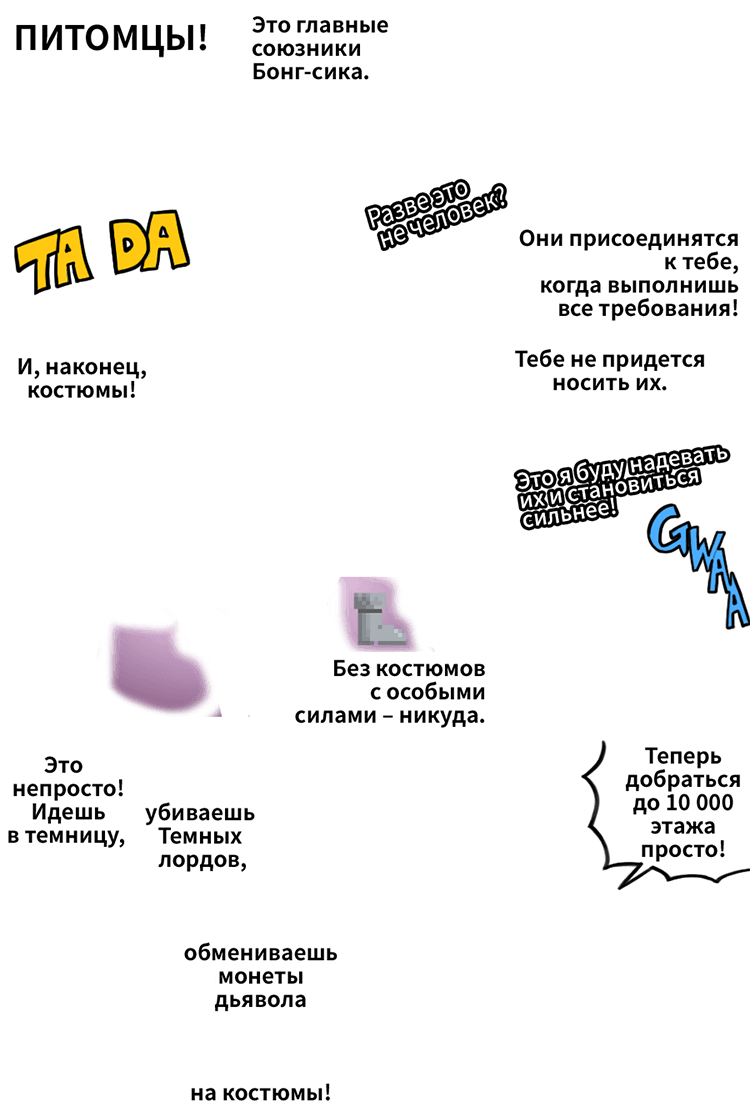 ПИТОМЦЫ!
Это главные
союзники
Бонг-сика.
TA DA
Разве это
не человек?
Они присоединятся
к тебе,
когда выполнишь
все требования!
И, наконец,
костюмы!
Тебе не придется
носить их.
Это я буду надевать
их и становиться
сильнее!
GWAA
Без костюмов
с особыми
силами – никуда.
Это
непросто!
Идешь
в темницу,
убиваешь
Темных
лордов,
Теперь
добраться
до 10 000
этажа
просто!
обмениваешь
монеты
дьявола
на костюмы!